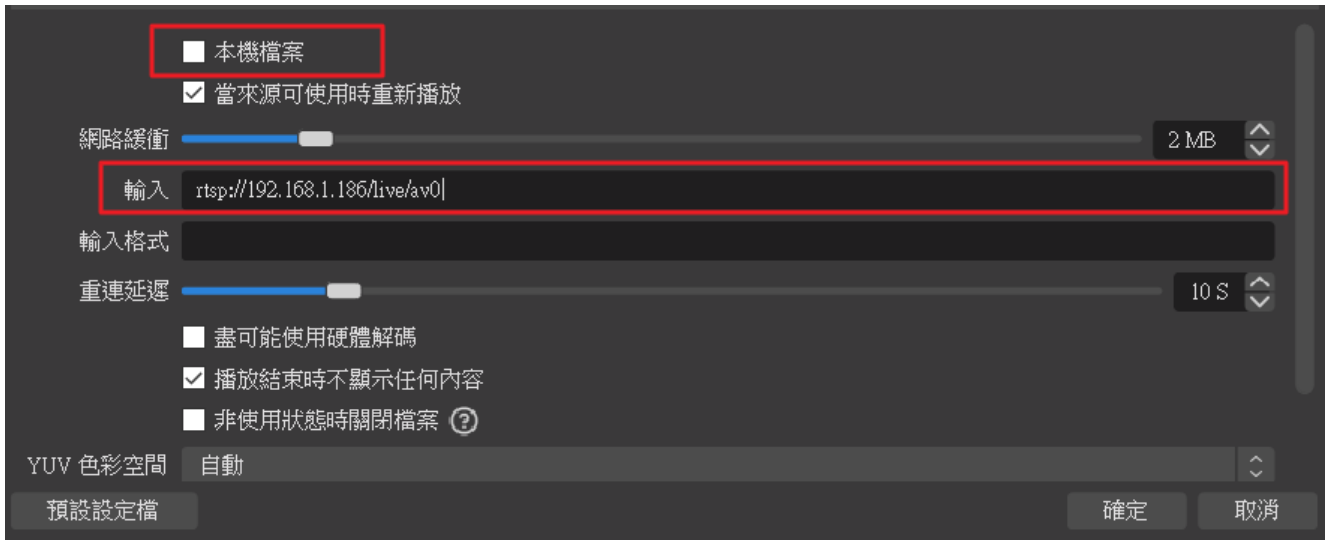 本機檔案
當來源可使用時重新播放
網路緩衝 2 MB
輸入 rtsp://192.168.1.186/live/av0
輸入格式
重連延遲 10 S
盡可能使用硬體解碼
播放結束時不顯示任何內容
非使用狀態時關閉檔案 ?
YUV 色彩空間 自動
預設設定檔 確定 取消